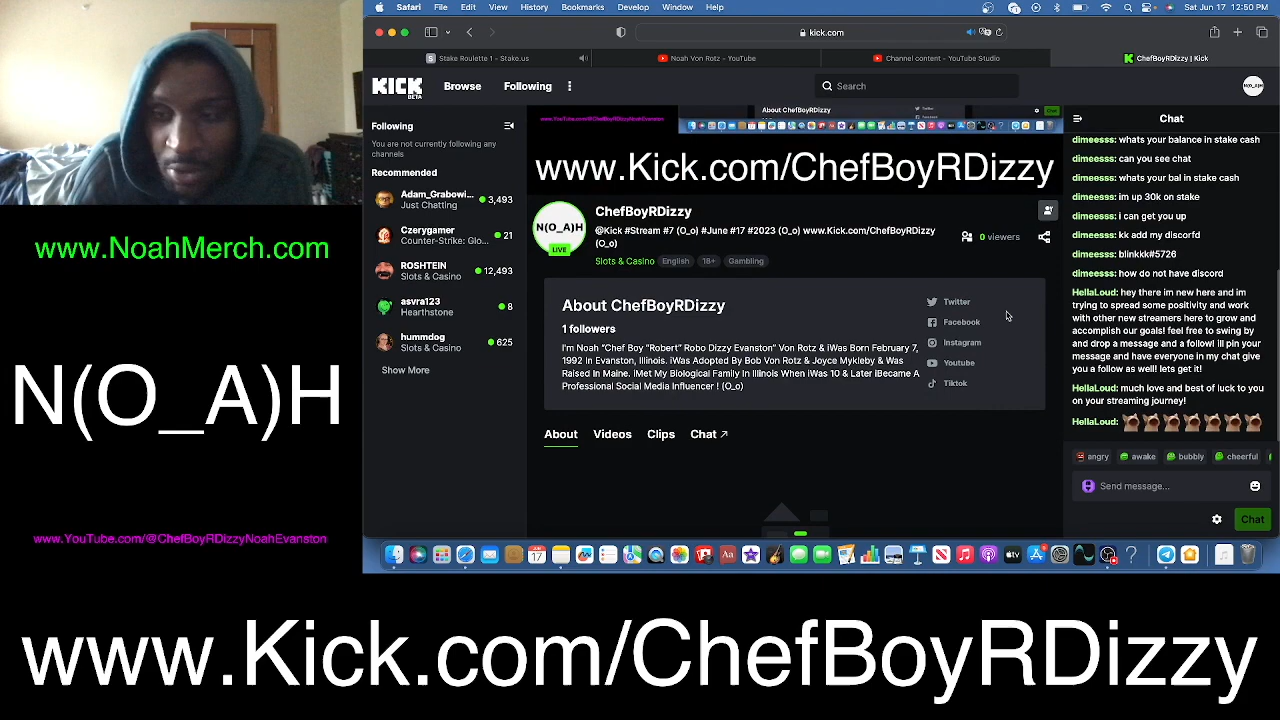 Safari File Edit View History Bookmarks Develop Window Help Sat Jun 17 12:50 PM
kick.com
Stake Roulette 1 - Stake.us
Noah Von Rotz - YouTube
Channel content - YouTube Studio
ChefBoyRDizzy | Kick
KICK BETA
Browse
Following
Search
N(O_A)H
Following
You are not currently following any
channels
Recommended
Adam_Grabowi... 3,493
Just Chatting
Czerygamer 21
Counter-Strike: Glo...
ROSHTEIN 12,493
Slots & Casino
asvra123 8
Hearthstone
hummdog 625
Slots & Casino
Show More
www.YouTube.com/@ChefBoyRDizzyNoahEvanston
About ChefBoyRDizzy
www.Kick.com/ChefBoyRDizzy
N(O_A)H
LIVE
ChefBoyRDizzy
@Kick #Stream #7 (O_o) #June #17 #2023 (O_o) www.Kick.com/ChefBoyRDizzy
(O_o)
0 viewers
Slots & Casino English 18+ Gambling
About ChefBoyRDizzy
1 followers
I'm Noah "Chef Boy "Robert" Robo Dizzy Evanston" Von Rotz & iWas Born February 7,
1992 In Evanston, Illinois. iWas Adopted By Bob Von Rotz & Joyce Mykleby & Was
Raised In Maine. iMet My Biological Family In Illinois When iWas 10 & Later iBecame A
Professional Social Media Influencer ! (O_o)
Twitter
Facebook
Instagram
Youtube
Tiktok
About Videos Clips Chat
Chat
dimeesss: whats your balance in stake cash
dimeesss: can you see chat
dimeesss: whats your bal in stake cash
dimeesss: im up 30k on stake
dimeesss: i can get you up
dimeesss: kk add my discorfd
dimeesss: blinkkk#5726
dimeesss: how do not have discord
HellaLoud: hey there im new here and im
trying to spread some positivity and work
with other new streamers here to grow and
accomplish our goals! feel free to swing by
and drop a message and a follow! ill pin your
message and have everyone in my chat give
you a follow as well! lets get it!
HellaLoud: much love and best of luck to you
on your streaming journey!
HellaLoud:
angry awake bubbly cheerful
Send message...
Chat
www.NoahMerch.com
N(O_A)H
www.YouTube.com/@ChefBoyRDizzyNoahEvanston
www.Kick.com/ChefBoyRDizzy